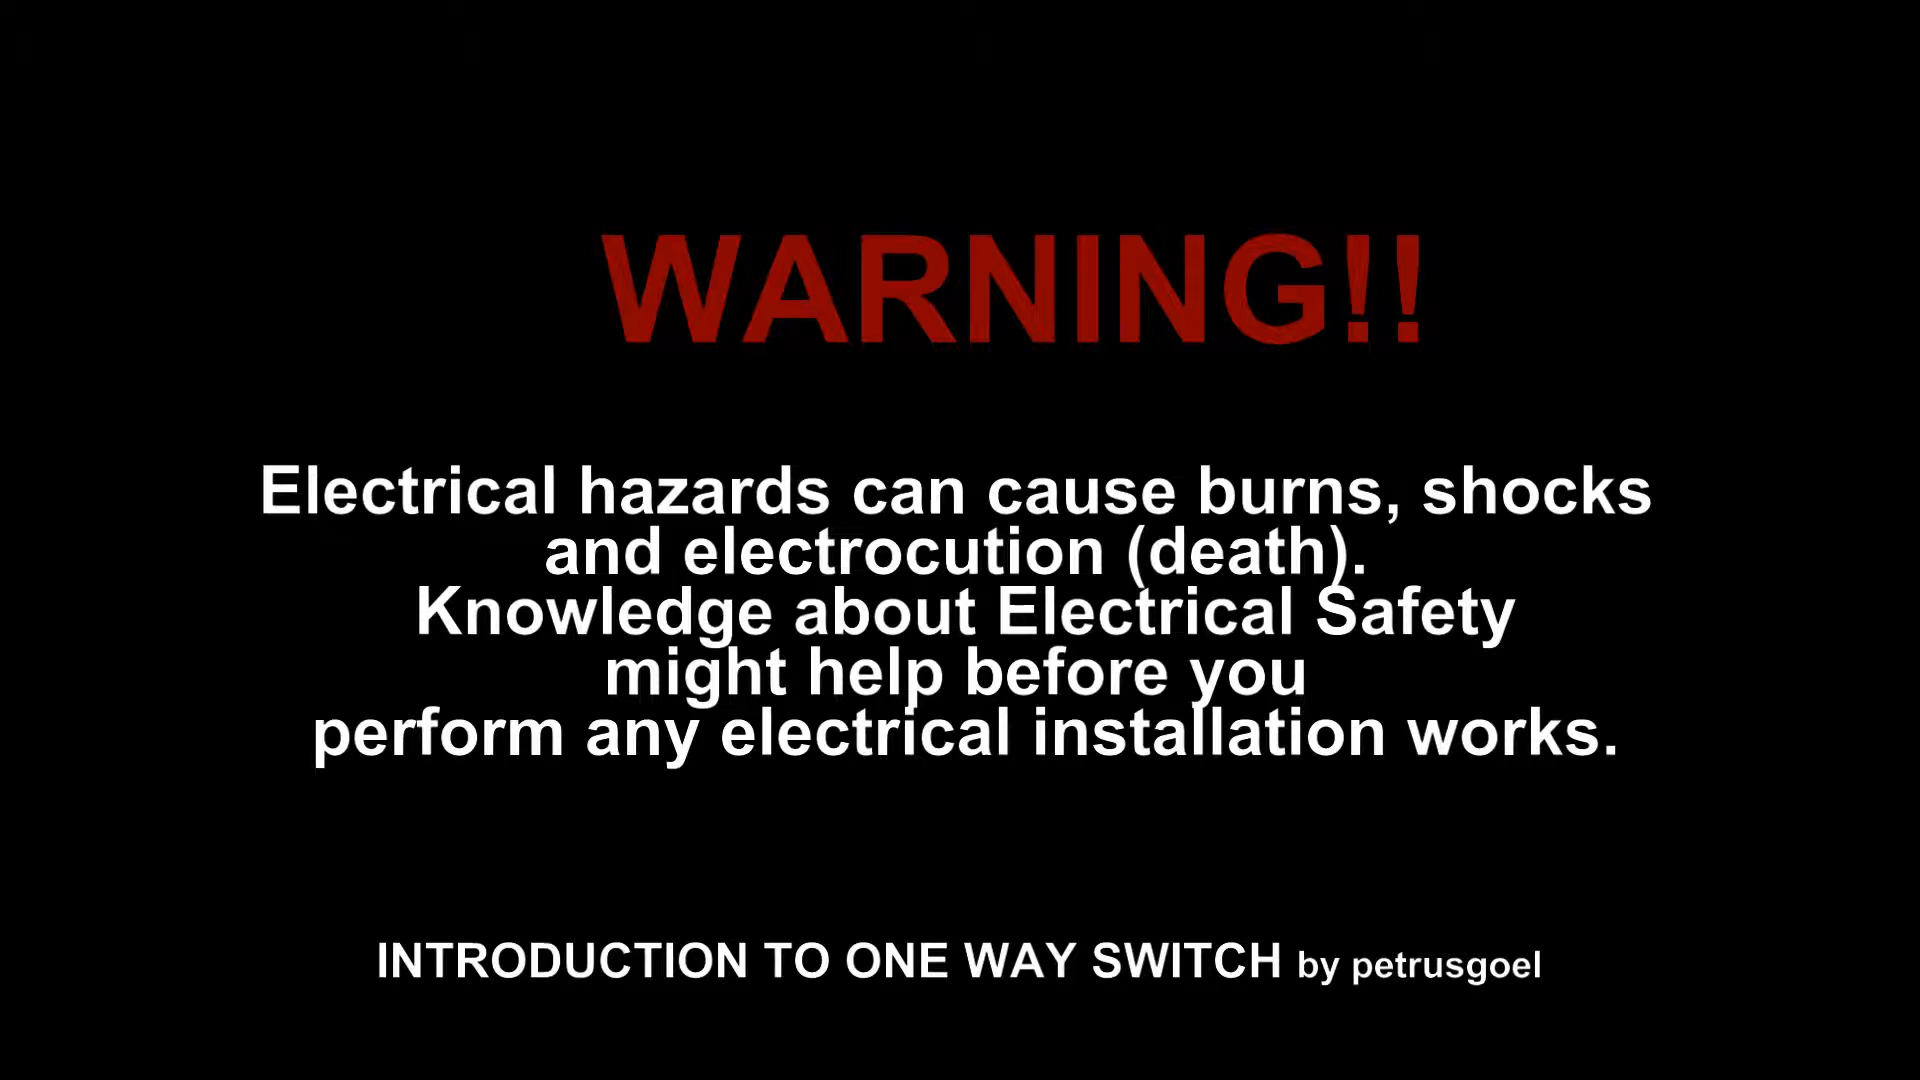 WARNING!!
Electrical hazards can cause burns, shocks
and electrocution (death).
Knowledge about Electrical Safety
might help before you
perform any electrical installation works.
INTRODUCTION TO ONE WAY SWITCH by petrusgoel